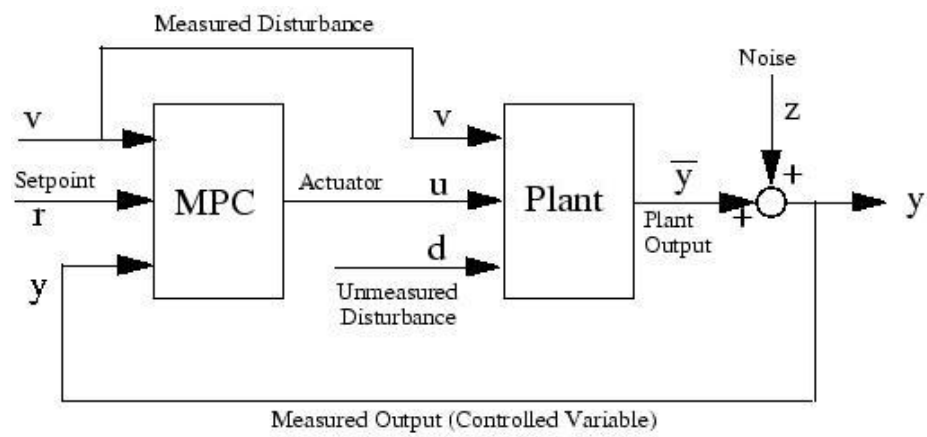 Measured Disturbance
Noise
v
v
z
Setpoint
MPC
Actuator
u
Plant
y̅
+
y
r
+
Plant
Output
d
y
Unmeasured
Disturbance
Measured Output (Controlled Variable)